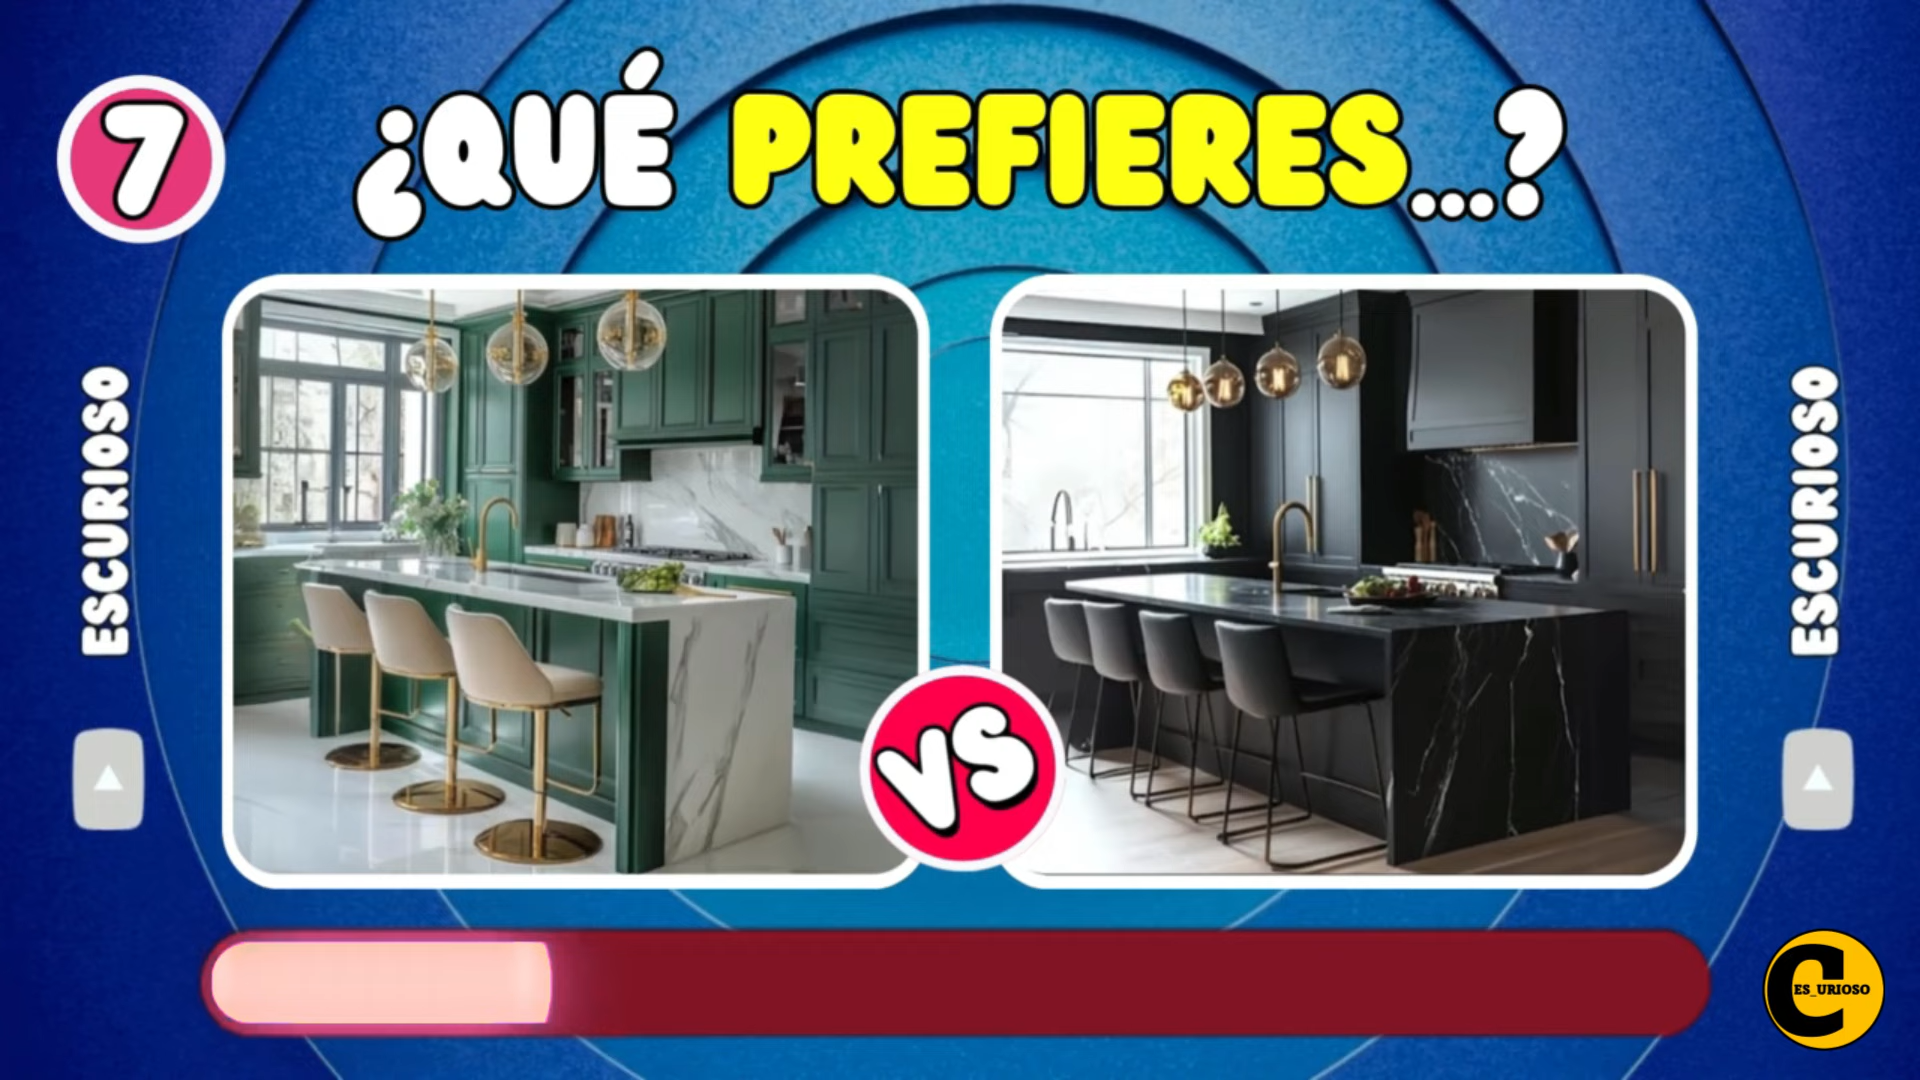 7
¿QUÉ PREFIERES...?
ESCURIOSO
ESCURIOSO
VS
C
ES_URIOSO